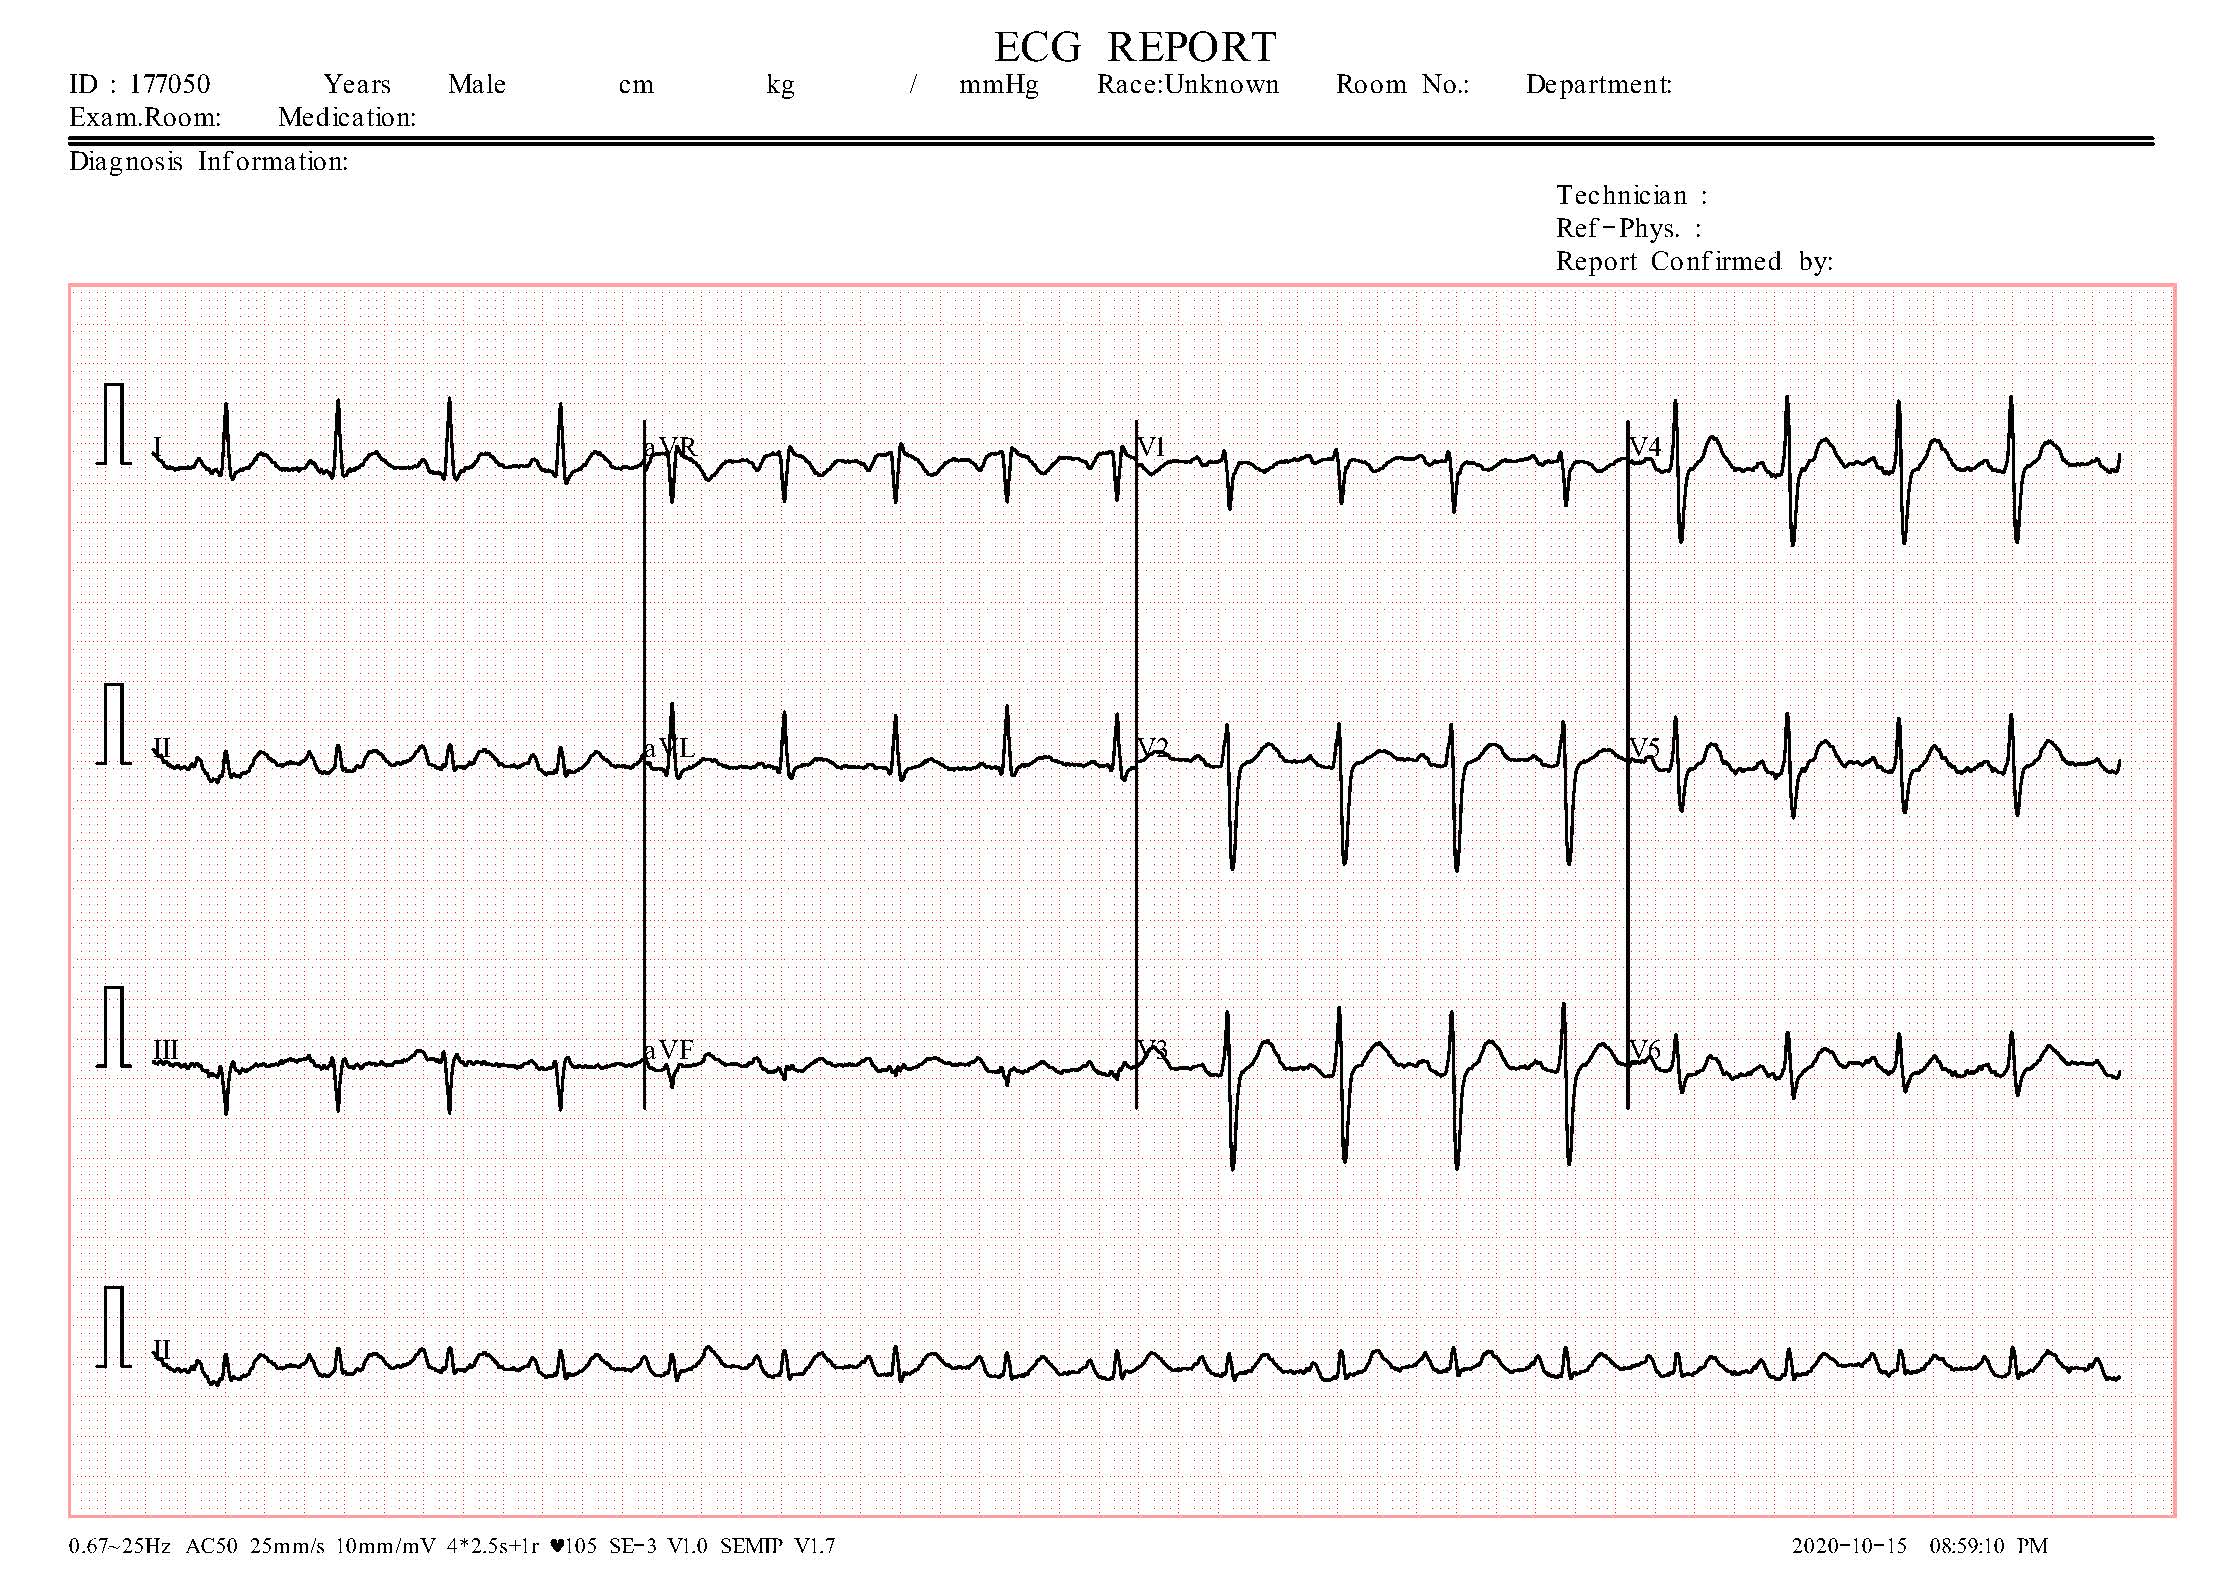 ECG REPORT
ID : 177050 Years Male cm kg / mmHg Race:Unknown Room No.: Department:
Exam.Room: Medication:
Diagnosis Information:
Technician :
Ref-Phys. :
Report Confirmed by:
I aVR V1 V4
II aVL V2 V5
III aVF V3 V6
II
0.67~25Hz AC50 25mm/s 10mm/mV 4*2.5s+1r ♥105 SE-3 V1.0 SEMIP V1.7 2020-10-15 08:59:10 PM